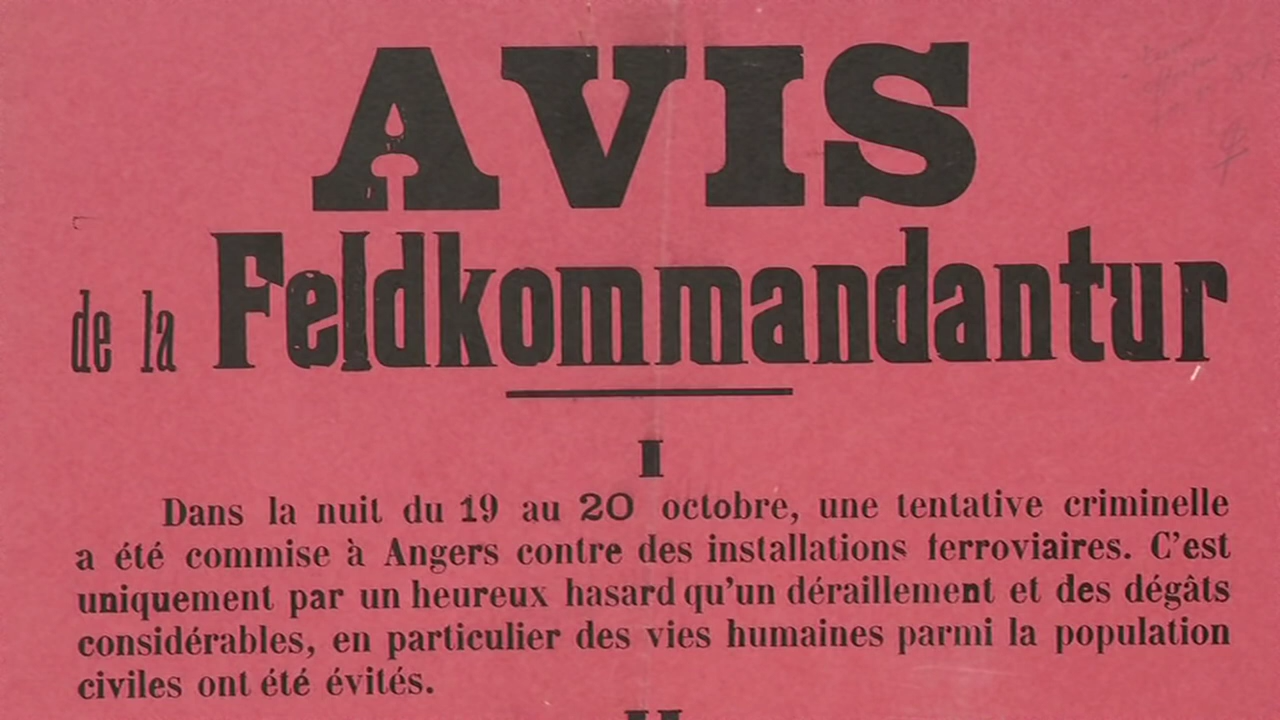 AVIS
de la Feldkommandantur
I
Dans la nuit du 19 au 20 octobre, une tentative criminelle
a été commise à Angers contre des installations ferroviaires. C'est
uniquement par un heureux hasard qu'un déraillement et des dégâts
considérables, en particulier des vies humaines parmi la population
civiles ont été évités.
II